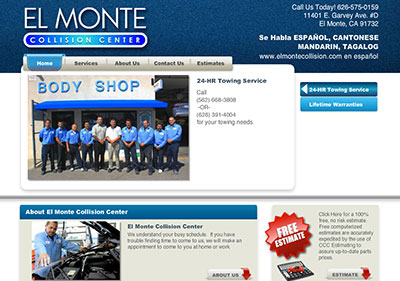 EL MONTE
COLLISION CENTER
Call Us Today! 626-575-0159
11401 E. Garvey Ave. #D
El Monte, CA 91732
Se Habla ESPAÑOL, CANTONESE
MANDARIN, TAGALOG
www.elmontecollision.com en español
Home
Services
About Us
Contact Us
Estimates
BODY SHOP
24-HR Towing Service
Call
(562) 668-3808
-OR-
(626) 391-4004
for your towing needs
24-HR Towing Service
Lifetime Warranties
About El Monte Collision Center
El Monte Collision Center
We understand your busy schedule. If you have
trouble finding time to come to us, we will make an
appointment to come to you at home or work.
ABOUT US
FREE
ESTIMATE
Click Here for a 100%
free, no risk estimate
Free computerized
estimates are accurately
expedited by the use of
CCC Estimating to
assure up-to-date parts
prices.
ESTIMATE